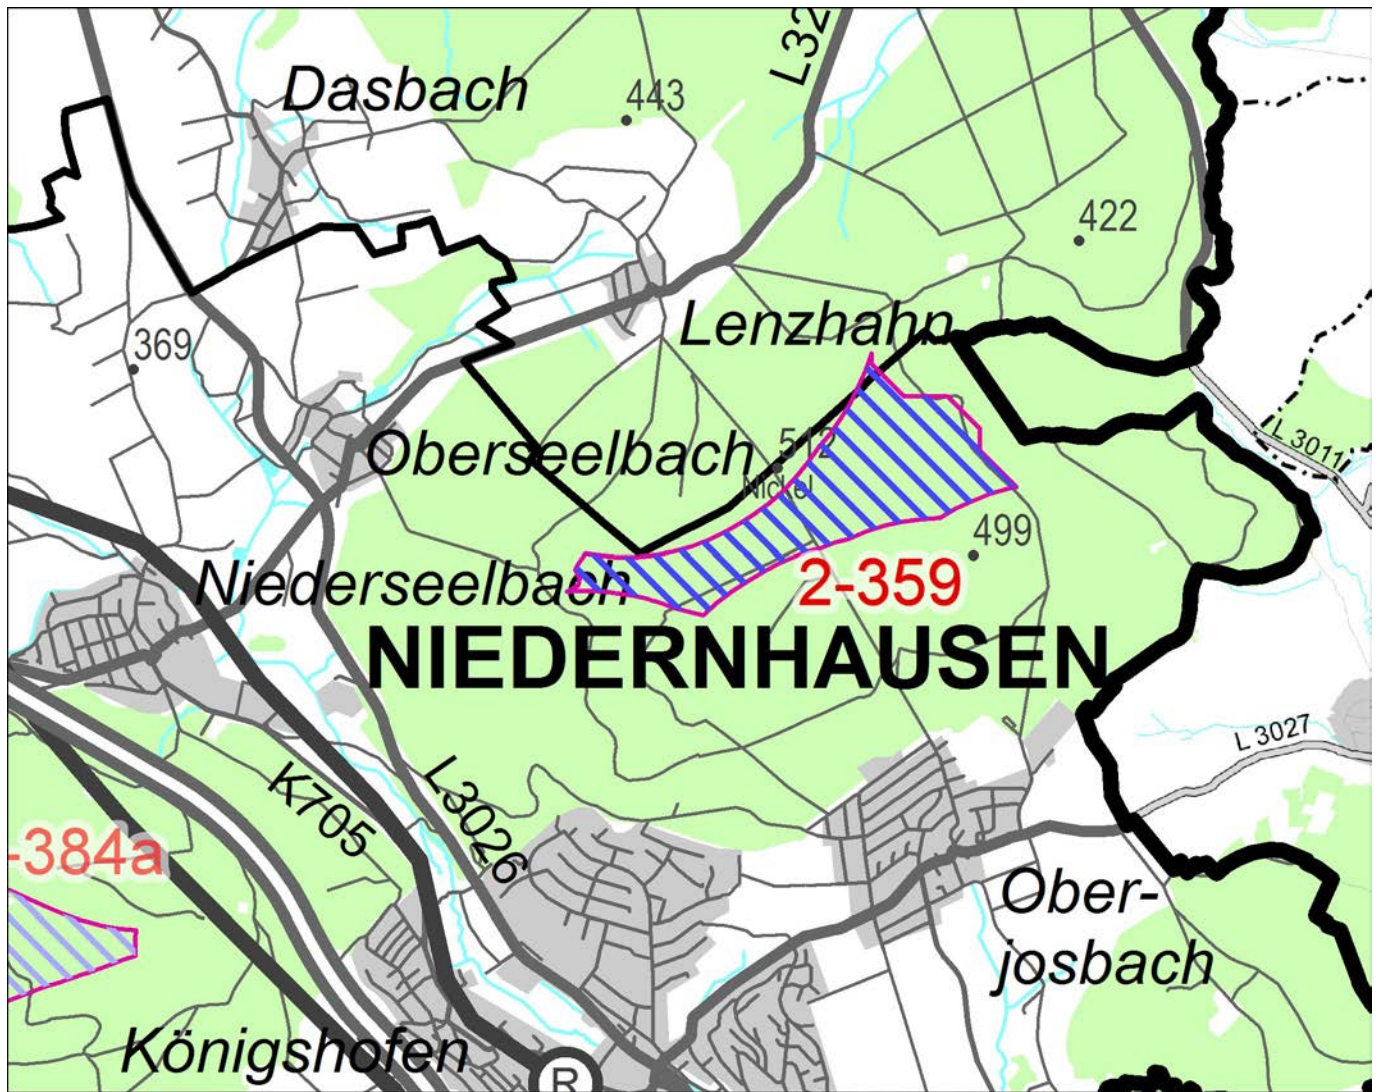 L32
Dasbach
443
422
Lenzhahn
369
L 3011
Oberseelbach
512
Nickel
499
Niederseelbach
2-359
NIEDERNHAUSEN
L 3027
K705
L3026
-384a
Ober-
josbach
Königshofen
R